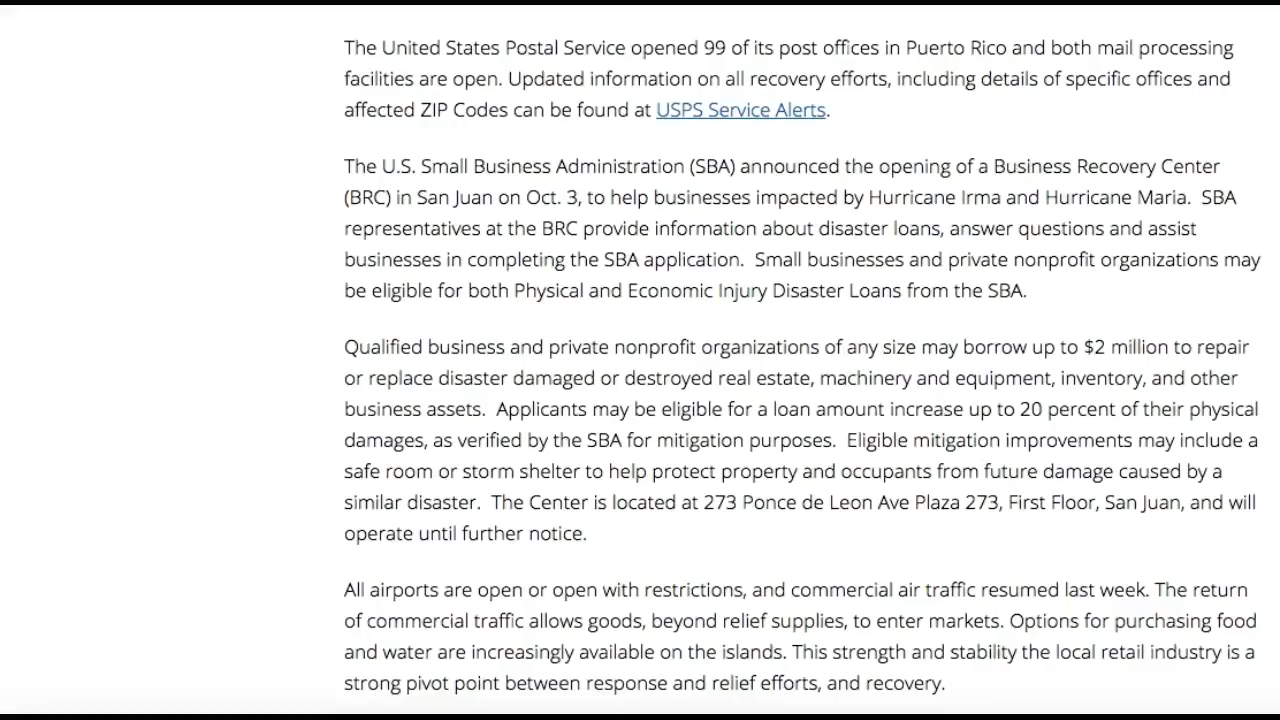 The United States Postal Service opened 99 of its post offices in Puerto Rico and both mail processing
facilities are open. Updated information on all recovery efforts, including details of specific offices and
affected ZIP Codes can be found at USPS Service Alerts.
The U.S. Small Business Administration (SBA) announced the opening of a Business Recovery Center
(BRC) in San Juan on Oct. 3, to help businesses impacted by Hurricane Irma and Hurricane Maria.  SBA
representatives at the BRC provide information about disaster loans, answer questions and assist
businesses in completing the SBA application.  Small businesses and private nonprofit organizations may
be eligible for both Physical and Economic Injury Disaster Loans from the SBA.
Qualified business and private nonprofit organizations of any size may borrow up to $2 million to repair
or replace disaster damaged or destroyed real estate, machinery and equipment, inventory, and other
business assets.  Applicants may be eligible for a loan amount increase up to 20 percent of their physical
damages, as verified by the SBA for mitigation purposes.  Eligible mitigation improvements may include a
safe room or storm shelter to help protect property and occupants from future damage caused by a
similar disaster.  The Center is located at 273 Ponce de Leon Ave Plaza 273, First Floor, San Juan, and will
operate until further notice.
All airports are open or open with restrictions, and commercial air traffic resumed last week. The return
of commercial traffic allows goods, beyond relief supplies, to enter markets. Options for purchasing food
and water are increasingly available on the islands. This strength and stability the local retail industry is a
strong pivot point between response and relief efforts, and recovery.